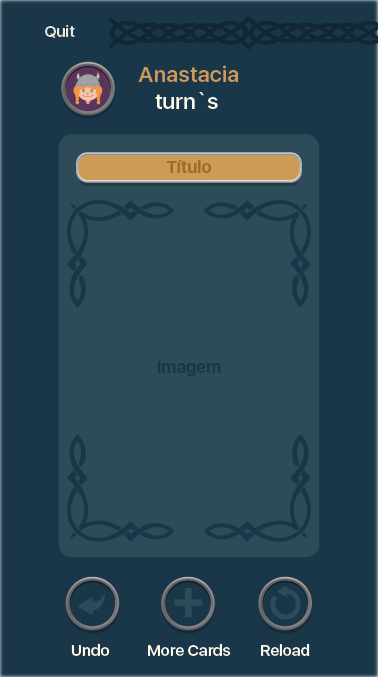 Quit
Anastacia
turn`s
Título
Imagem
Undo
More Cards
Reload